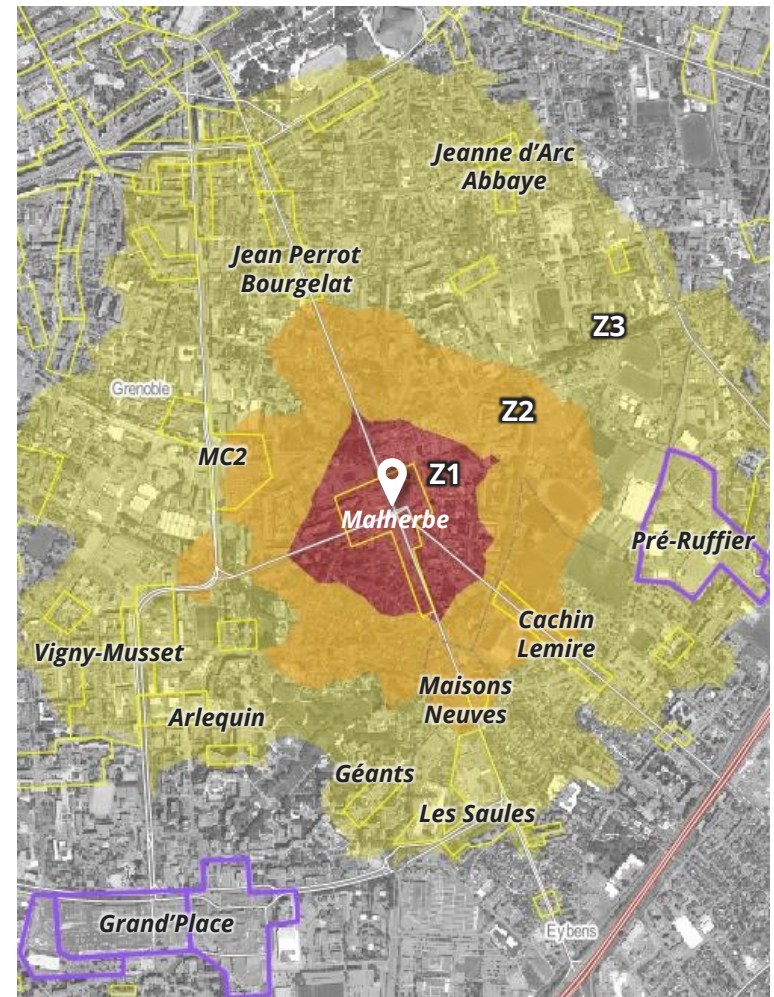 Jeanne d'Arc
Abbaye
Jean Perrot
Bourgelat
Z3
Grenoble
Z2
MC2
Z1
Malherbe
Pré-Ruffier
Cachin
Lemire
Vigny-Musset
Maisons
Neuves
Arlequin
Géants
Les Saules
Grand'Place
Eybens